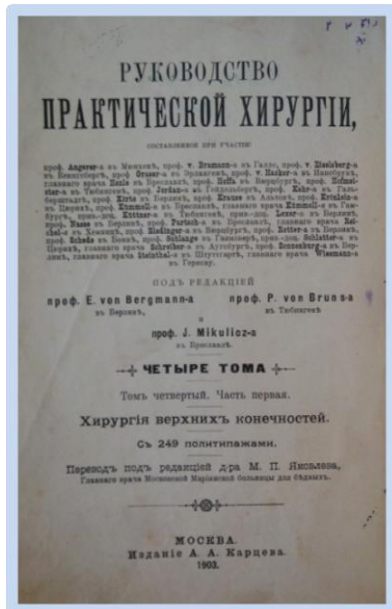 РУКОВОДСТВО
ПРАКТИЧЕСКОЙ ХИРУРГІИ,
СОСТАВЛЕННОЕ ПРИ УЧАСТІИ
проф. Angerer-а въ Мюнхенѣ, проф. v. Bramann-а въ Галле, проф. v. Eiselsberg-а
въ Кенигсбергѣ, проф. Graser-а въ Эрлангенѣ, проф. v. Hacker-а въ Инсбрукѣ,
главнаго врача Henle въ Бреславлѣ, проф. Hoffa въ Вюрцбургѣ, проф. Hofmei-
ster-а въ Тюбингенѣ, проф. Jordan-а въ Гейдельбергѣ, проф. Kehr-а въ Галь-
берштадтѣ, проф. Körte въ Берлинѣ, проф. Krause въ Альтонѣ, проф. Krönlein-а
въ Цюрихѣ, проф. Kümmell-а въ Гам-
бургѣ, прив.-доц. Küttner-а въ Тюбингенѣ, прив.-доц. Lexer-а въ Берлинѣ,
проф. Nasse въ Берлинѣ, проф. Partsch-а въ Бреславлѣ, главнаго врача Rei-
chel-я въ Хемницѣ, проф. Riedinger-а въ Вюрцбургѣ, проф. Rotter-а въ Берлинѣ,
проф. Schede въ Боннѣ, проф. Schlange въ Ганноверѣ, прив.-доц. Schlatter-а
въ Цюрихѣ, главнаго врача Schreiber-а въ Аугсбургѣ, проф. Sonnenburg-а въ Бер-
линѣ, главнаго врача Steinthal-я въ Штутгартѣ, главнаго врача Wiesmann-а
въ Геризау.
ПОДЪ РЕДАКЦІЕЙ
проф. E. von Bergmann-а проф. P. von Bruns-а
въ Берлинѣ, въ Тюбингенѣ
и
проф. J. Mikulicz-а
въ Бреславлѣ.
ЧЕТЫРЕ ТОМА
Томъ четвертый. Часть первая.
Хирургія верхнихъ конечностей.
Съ 249 политипажами.
Переводъ подъ редакціей д-ра М. П. Яковлева,
Главнаго врача Московской Маріинской больницы для бѣдныхъ.
МОСКВА.
Изданіе А. А. Карцева.
1903.